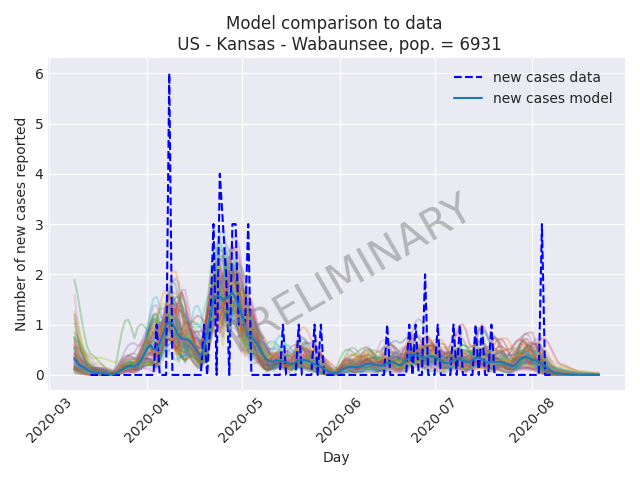 Model comparison to data
US - Kansas - Wabaunsee, pop. = 6931
new cases data
new cases model
Number of new cases reported
6
5
4
3
2
1
0
PRELIMINARY
2020-03
2020-04
2020-05
2020-06
2020-07
2020-08
Day